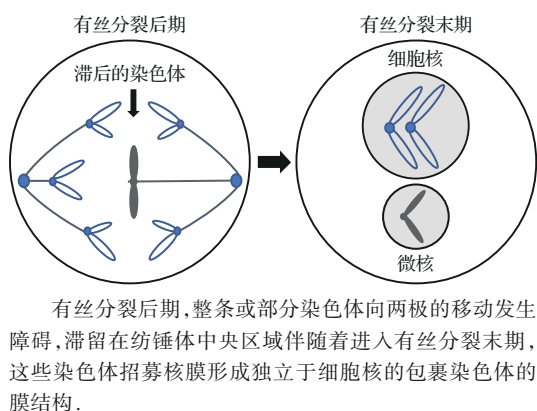 有丝分裂后期
有丝分裂末期
滞后的染色体
细胞核
微核
有丝分裂后期,整条或部分染色体向两极的移动发生
障碍,滞留在纺锤体中央区域伴随着进入有丝分裂末期,
这些染色体招募核膜形成独立于细胞核的包裹染色体的
膜结构.